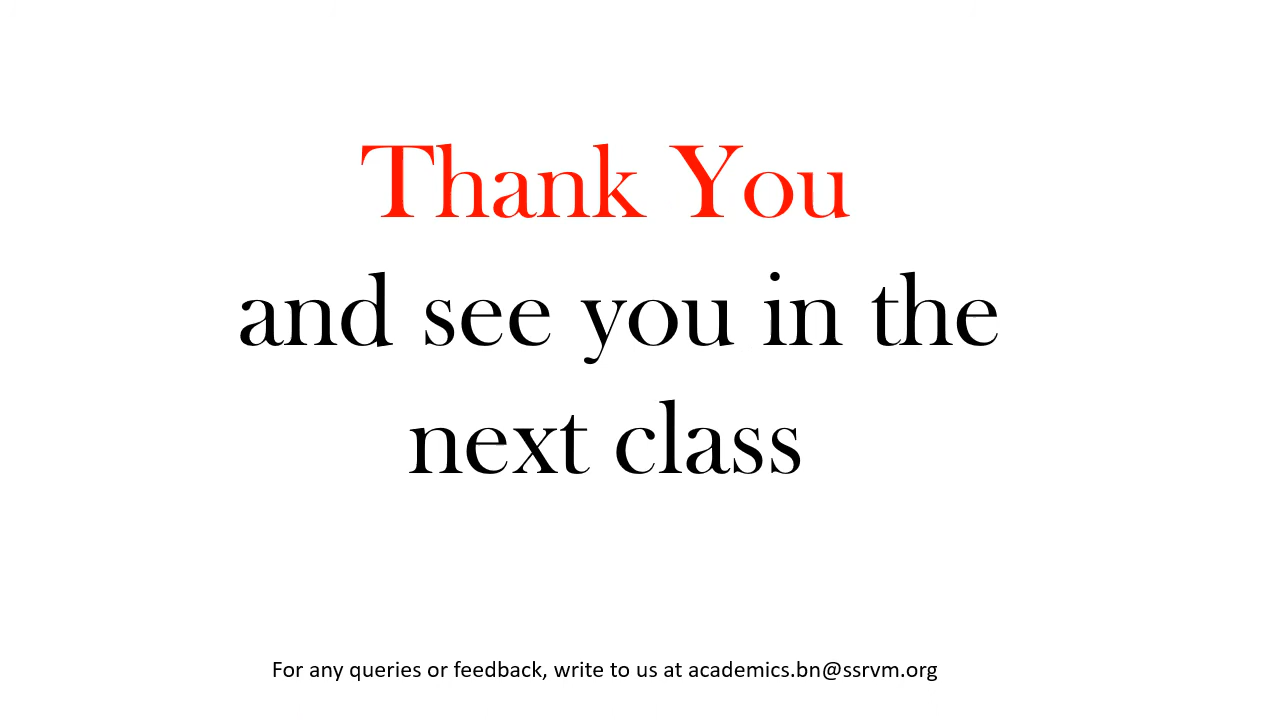 Thank You
and see you in the
next class
For any queries or feedback, write to us at academics.bn@ssrvm.org